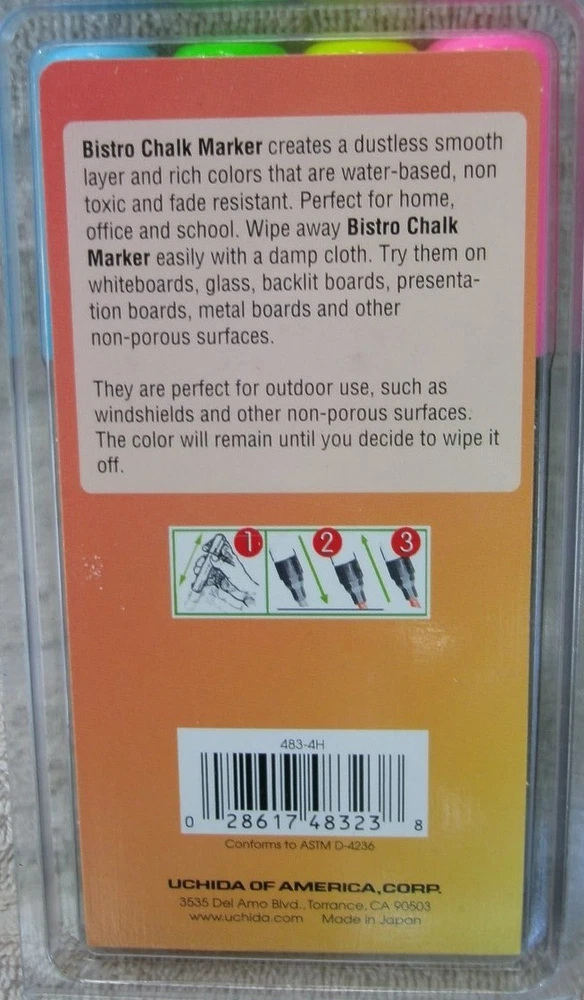 Bistro Chalk Marker creates a dustless smooth
layer and rich colors that are water-based, non
toxic and fade resistant. Perfect for home,
office and school. Wipe away Bistro Chalk
Marker easily with a damp cloth. Try them on
whiteboards, glass, backlit boards, presenta-
tion boards, metal boards and other
non-porous surfaces.
They are perfect for outdoor use, such as
windshields and other non-porous surfaces.
The color will remain until you decide to wipe it
off.
1 2 3
483-4H
0 28617 48323 8
Conforms to ASTM D-4236
UCHIDA OF AMERICA, CORP.
3535 Del Amo Blvd., Torrance, CA 90503
www.uchida.com Made in Japan